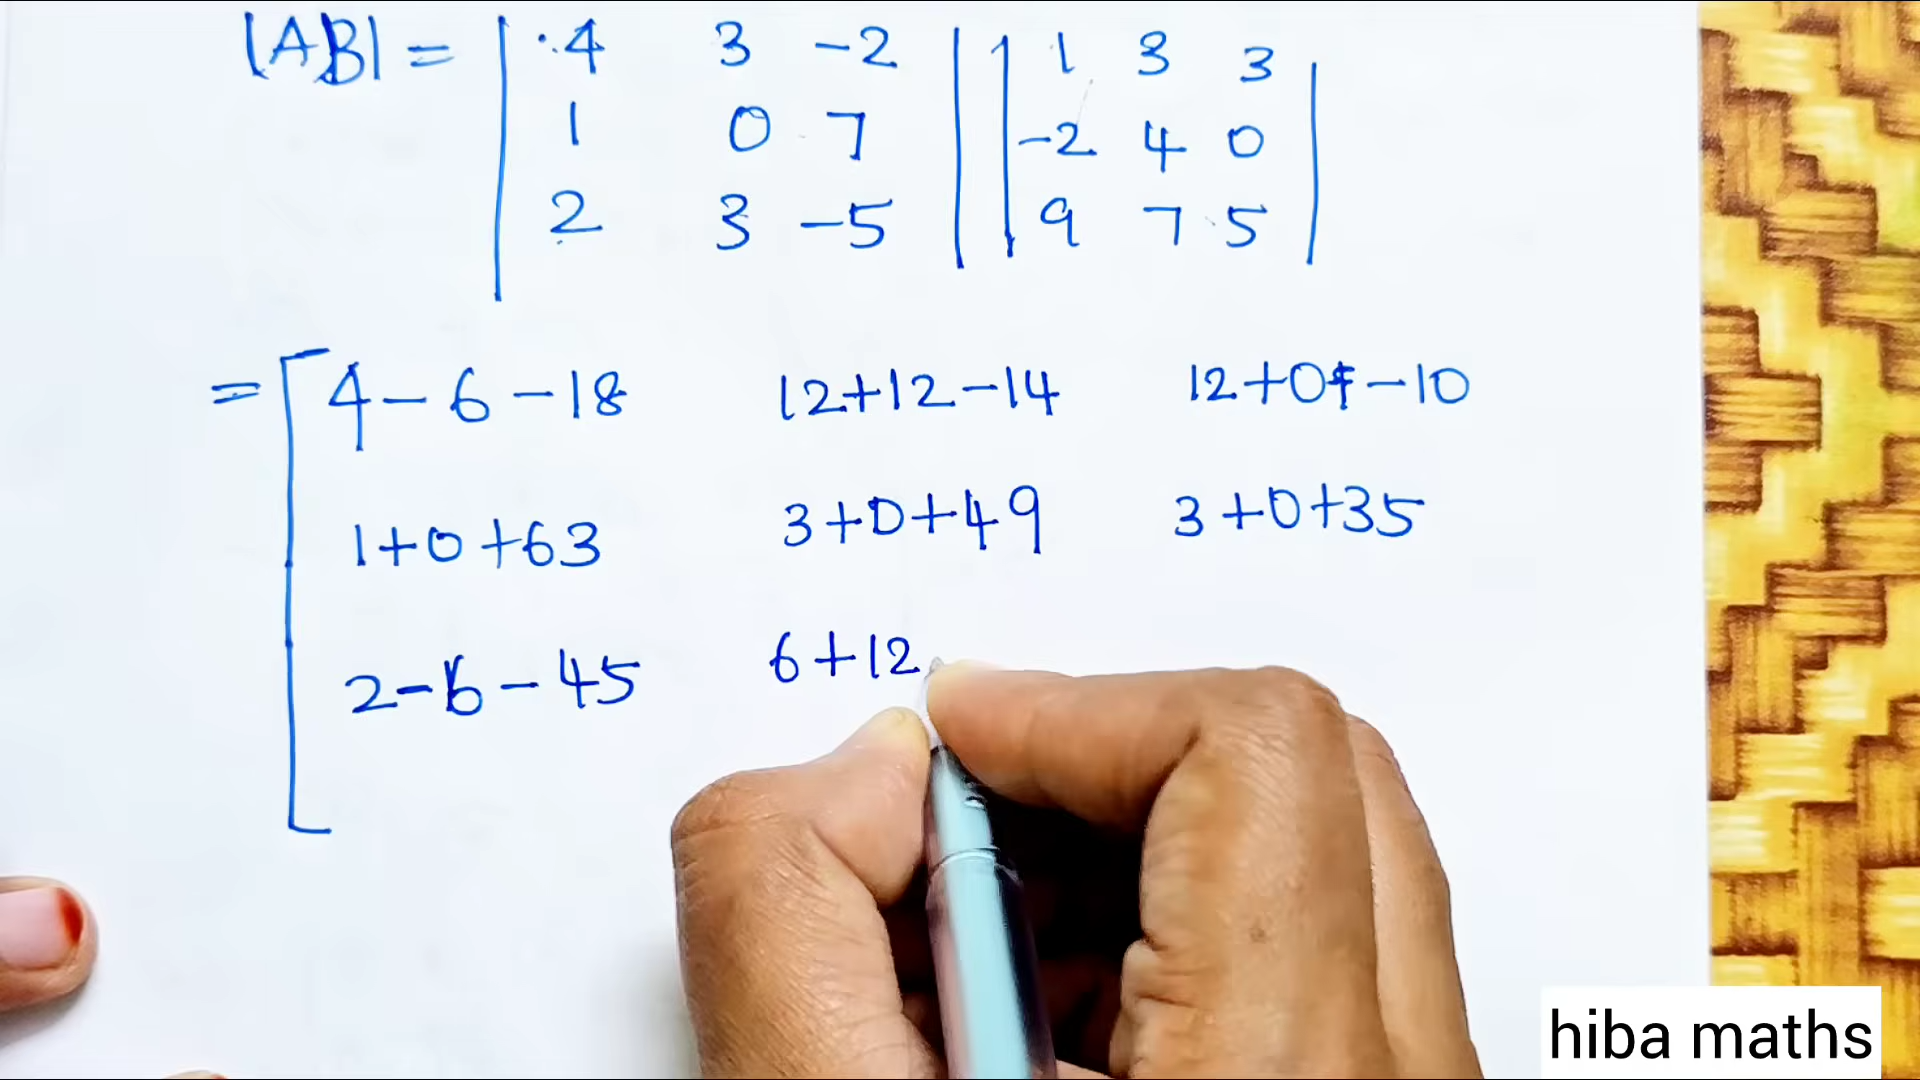 |AB| = | 4 3 -2 | | 1 3 3 |
1 0 7 -2 4 0
2 3 -5 9 7 5
= [ 4 - 6 - 18 12+12-14 12+0+-10
1+0+63 3+0+49 3+0+35
2-6-45 6+12
hiba maths